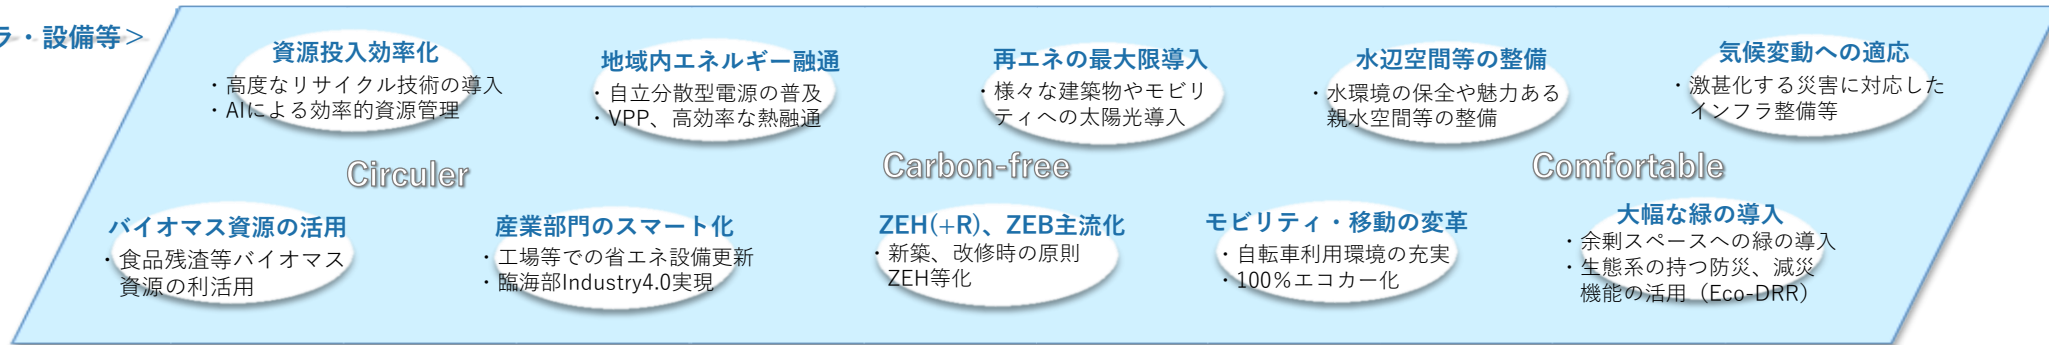 ラ・設備等＞
資源投入効率化
・高度なリサイクル技術の導入
・AIによる効率的資源管理
地域内エネルギー融通
・自立分散型電源の普及
・VPP、高効率な熱融通
再エネの最大限導入
・様々な建築物やモビリ
ティへの太陽光導入
水辺空間等の整備
・水環境の保全や魅力ある
親水空間等の整備
気候変動への適応
・激甚化する災害に対応した
インフラ整備等
Circuler
Carbon-free
Comfortable
バイオマス資源の活用
・食品残渣等バイオマス
資源の利活用
産業部門のスマート化
・工場等での省エネ設備更新
・臨海部Industry4.0実現
ZEH(+R)、ZEB主流化
・新築、改修時の原則
ZEH等化
モビリティ・移動の変革
・自転車利用環境の充実
・100％エコカー化
大幅な緑の導入
・余剰スペースへの緑の導入
・生態系の持つ防災、減災
機能の活用（Eco-DRR）